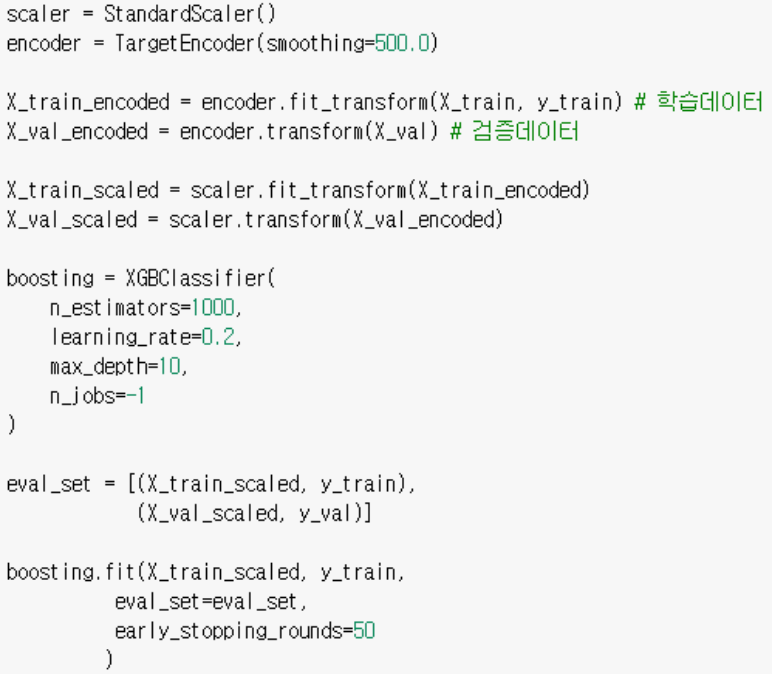 scaler = StandardScaler()
encoder = TargetEncoder(smoothing=500.0)
X_train_encoded = encoder.fit_transform(X_train, y_train) # 학습데이터
X_val_encoded = encoder.transform(X_val) # 검증데이터
X_train_scaled = scaler.fit_transform(X_train_encoded)
X_val_scaled = scaler.transform(X_val_encoded)
boosting = XGBClassifier(
    n_estimators=1000,
    learning_rate=0.2,
    max_depth=10,
    n_jobs=-1
)
eval_set = [(X_train_scaled, y_train),
            (X_val_scaled, y_val)]
boosting.fit(X_train_scaled, y_train,
          eval_set=eval_set,
          early_stopping_rounds=50
         )